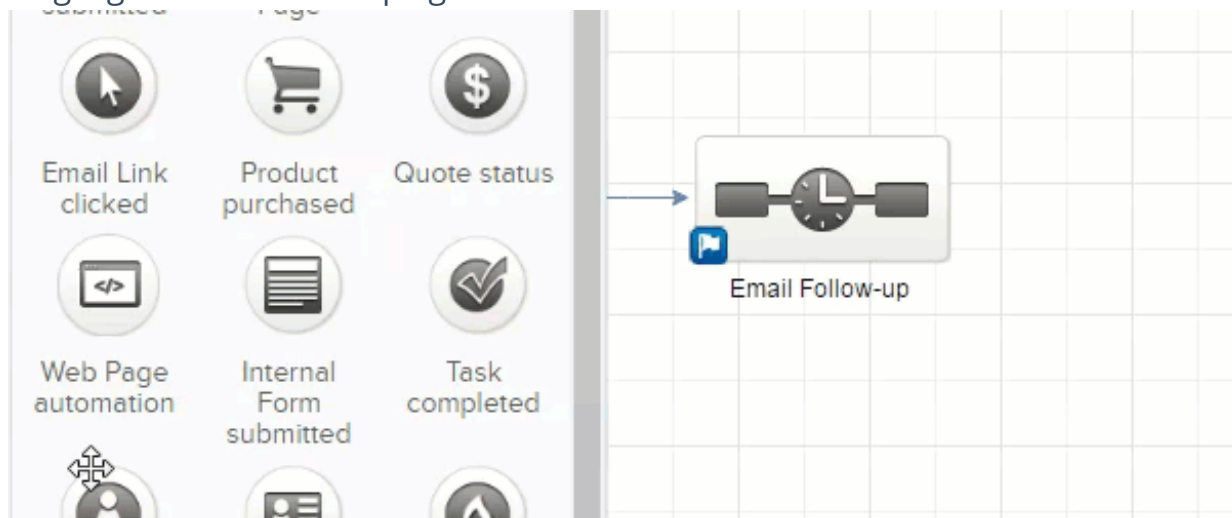 Email Link
clicked
Product
purchased
Quote status
Web Page
automation
Internal
Form
submitted
Task
completed
Email Follow-up